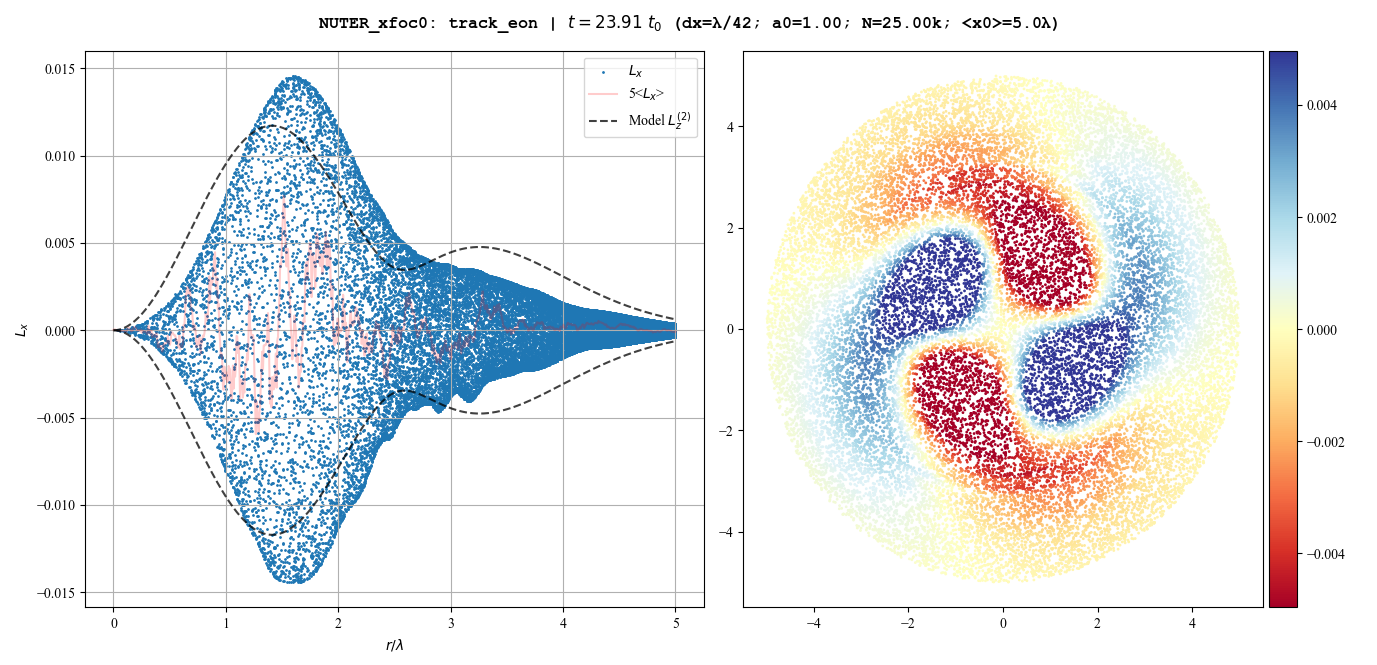 NUTER_xfoc0: track_eon | t = 23.91 t₀ (dx=λ/42; a0=1.00; N=25.00k; <x0>=5.0λ)
Lₓ
5<Lₓ>
Model L_z^(2)
0.015
0.010
0.005
0.000
−0.005
−0.010
−0.015
Lₓ
0 1 2 3 4 5
r/λ
4
2
0
−2
−4
−4 −2 0 2 4
0.004
0.002
0.000
−0.002
−0.004